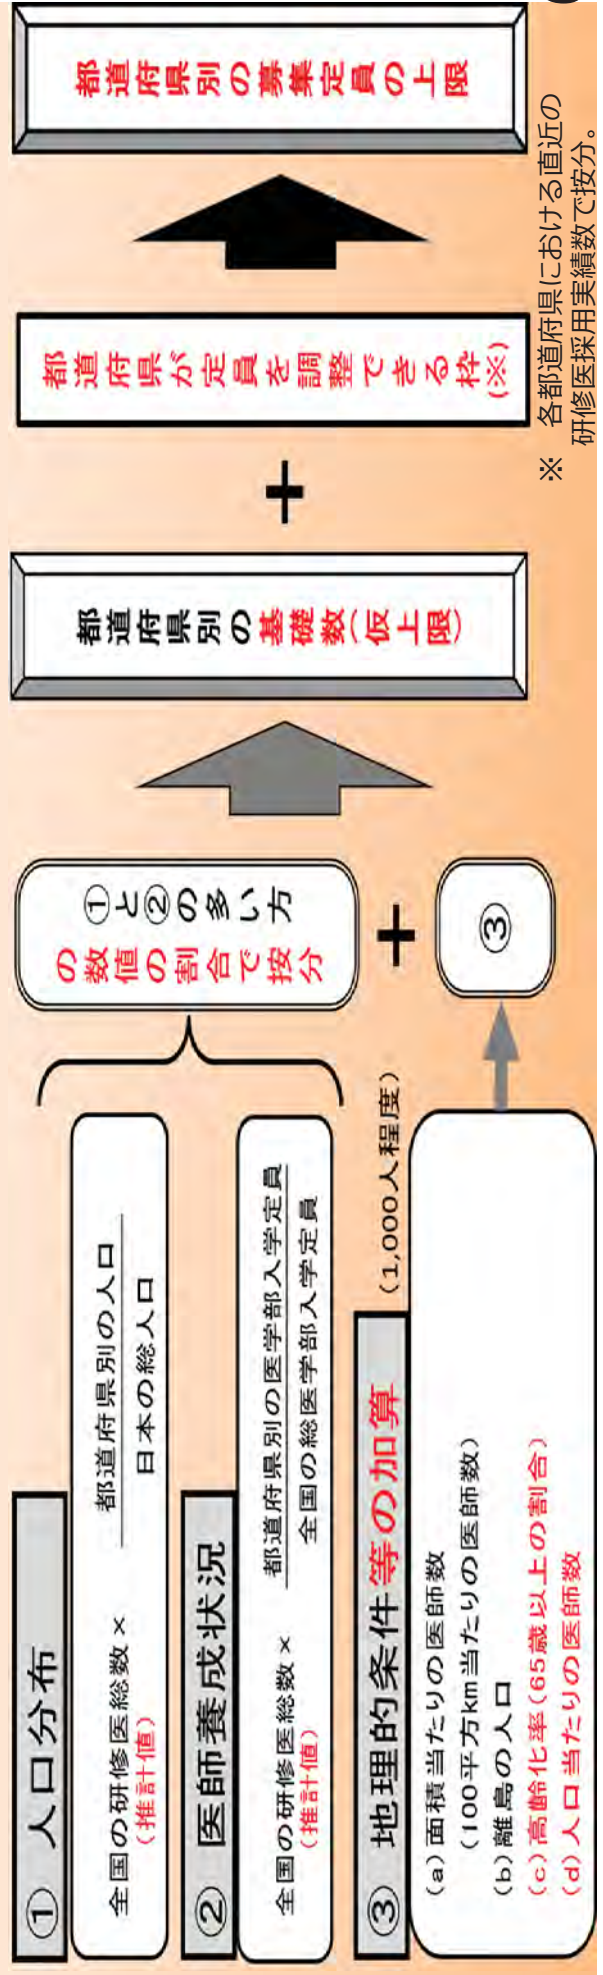 ① 人口分布
全国の研修医総数 ×
(推計値)
都道府県別の人口
日本の総人口
② 医師養成状況
全国の研修医総数 ×
(推計値)
都道府県別の医学部入学定員
全国の総医学部入学定員
③ 地理的条件等の加算
(1,000人程度)
(a)面積当たりの医師数
(100平方km当たりの医師数)
(b)離島の人口
(c)高齢化率(65歳以上の割合)
(d)人口当たりの医師数
①と②の多い方
の数値の割合で按分
+
③
都道府県別の基礎数(仮上限)
+
都道府県が定員を調整できる枠
(※)
都道府県別の募集定員の上限
※ 各都道府県における直近の
研修医採用実績数で按分。